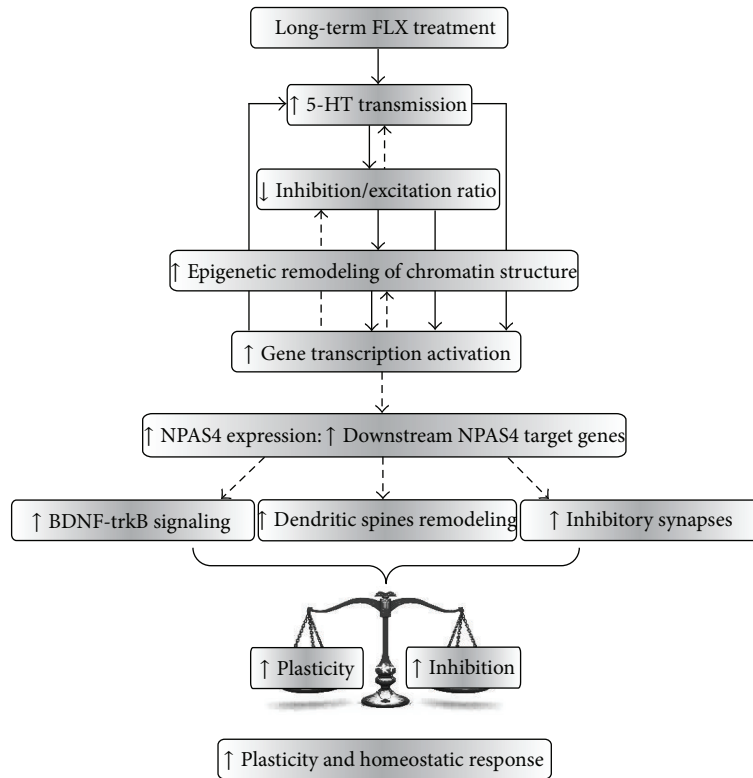 Long-term FLX treatment
↑ 5-HT transmission
↓ Inhibition/excitation ratio
↑ Epigenetic remodeling of chromatin structure
↑ Gene transcription activation
↑ NPAS4 expression: ↑ Downstream NPAS4 target genes
↑ BDNF-trkB signaling
↑ Dendritic spines remodeling
↑ Inhibitory synapses
↑ Plasticity
↑ Inhibition
↑ Plasticity and homeostatic response